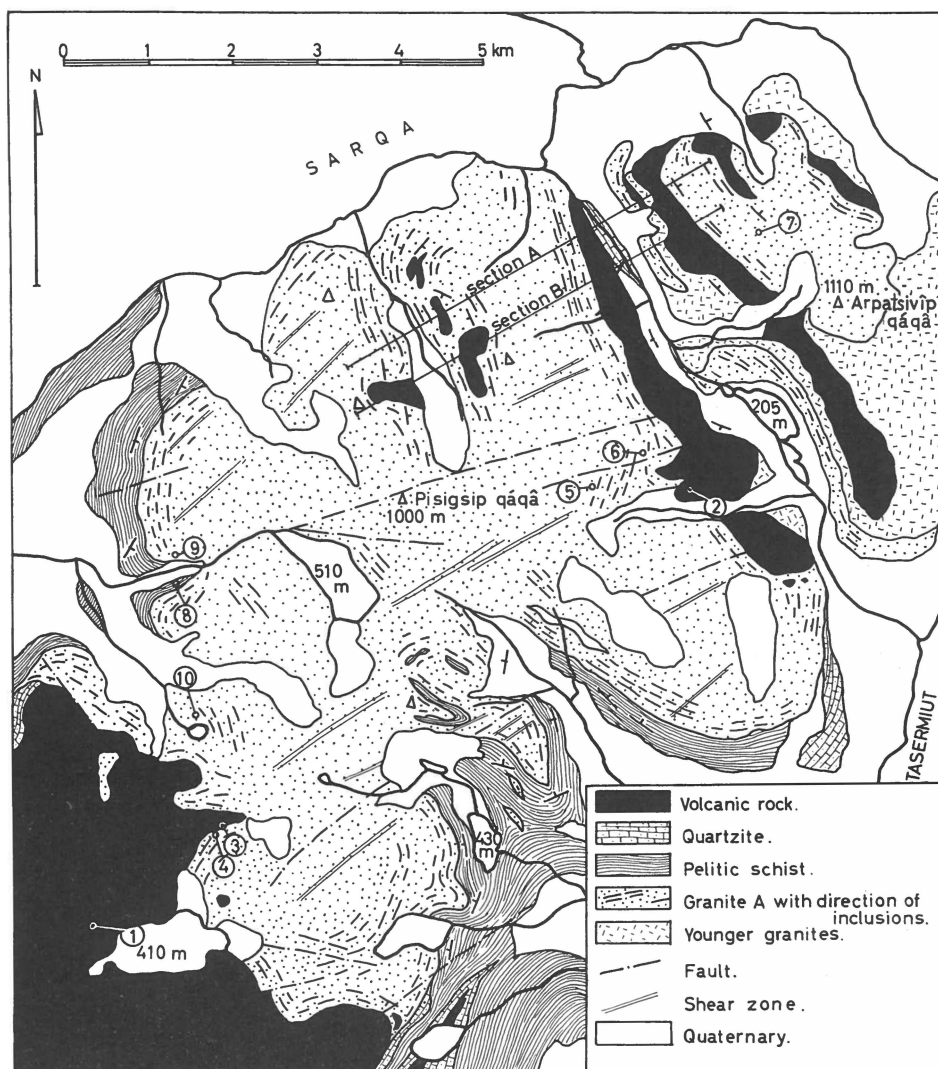 0 1 2 3 4 5 km
N
SARQA
section A
section B
7
1110 m
Δ Arpatsivîp
qáqâ
205
m
6
5
2
Δ Pisigsip qáqâ
1000 m
9
510
m
8
10
TASERMIUT
43
m
3
4
1
410 m
Volcanic rock.
Quartzite.
Pelitic schist.
Granite A with direction of
inclusions.
Younger granites.
Fault.
Shear zone.
Quaternary.